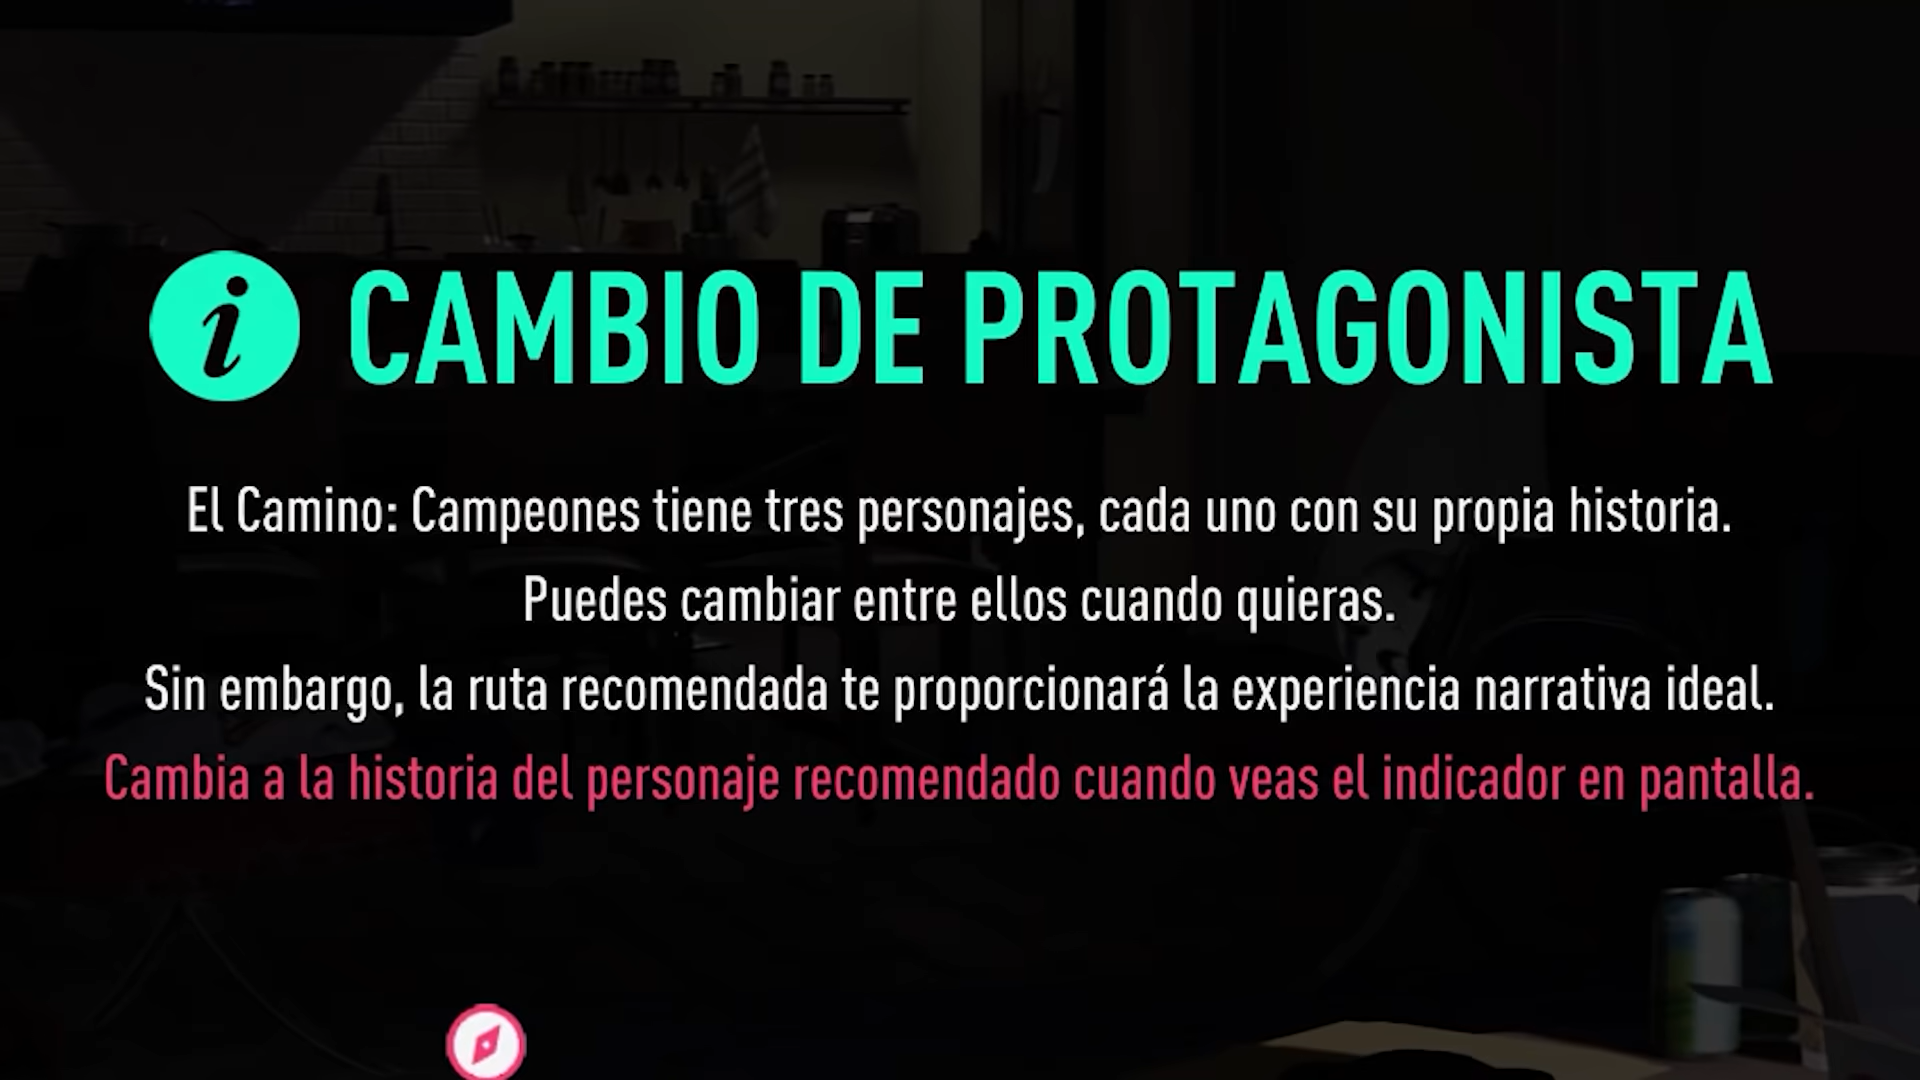 CAMBIO DE PROTAGONISTA
El Camino: Campeones tiene tres personajes, cada uno con su propia historia.
Puedes cambiar entre ellos cuando quieras.
Sin embargo, la ruta recomendada te proporcionará la experiencia narrativa ideal.
Cambia a la historia del personaje recomendado cuando veas el indicador en pantalla.